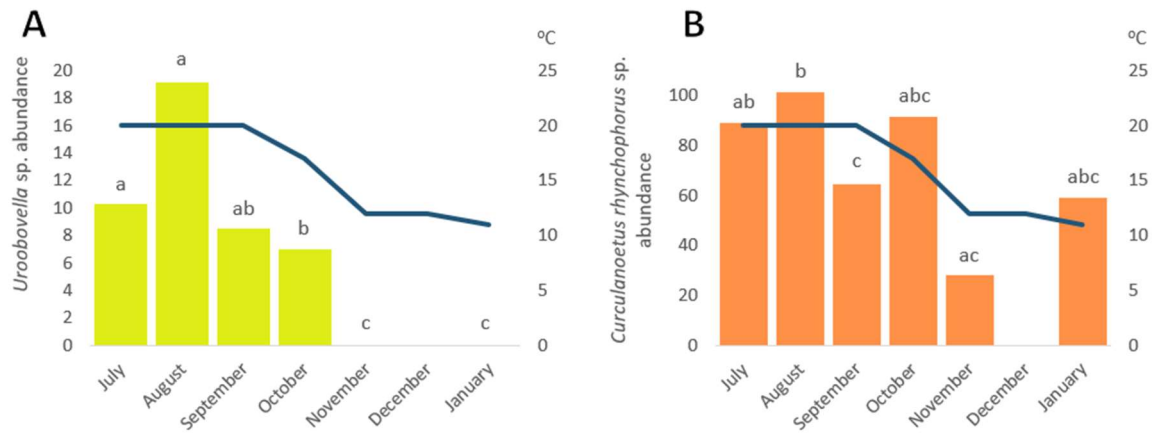 A
°C
Uroobovella sp. abundance
20
18
16
14
12
10
8
6
4
2
0
a
a
ab
b
c
c
25
20
15
10
5
0
July
August
September
October
November
December
January
B
°C
Curculanoetus rhynchophorus sp.
abundance
100
80
60
40
20
0
ab
b
c
abc
ac
abc
25
20
15
10
5
0
July
August
September
October
November
December
January